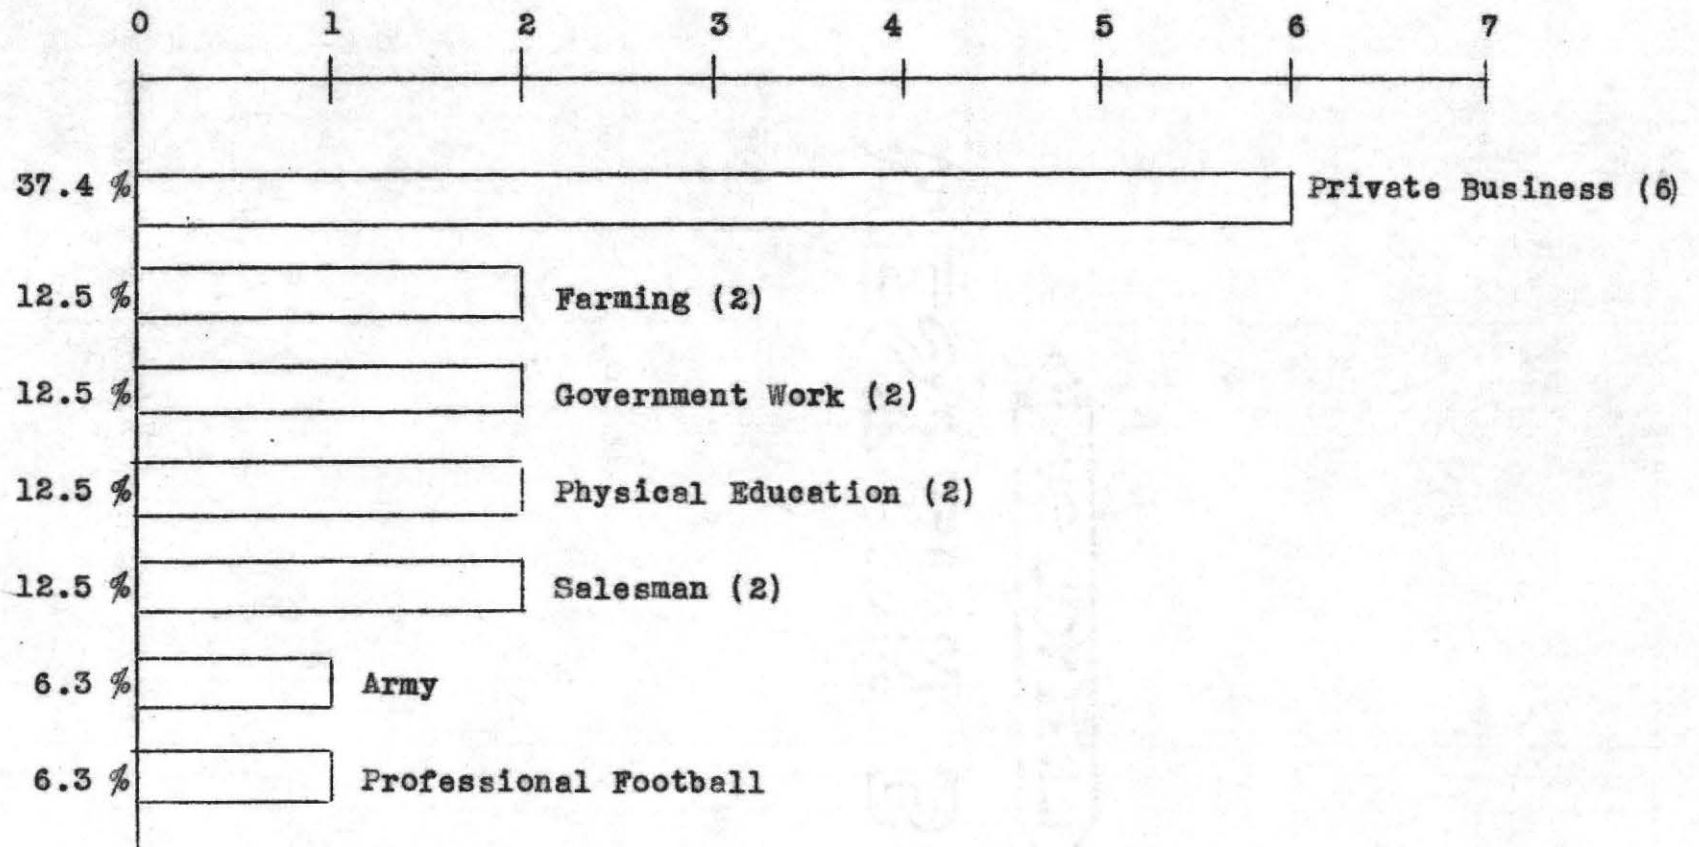 0 1 2 3 4 5 6 7
37.4 % Private Business (6)
12.5 % Farming (2)
12.5 % Government Work (2)
12.5 % Physical Education (2)
12.5 % Salesman (2)
6.3 % Army
6.3 % Professional Football